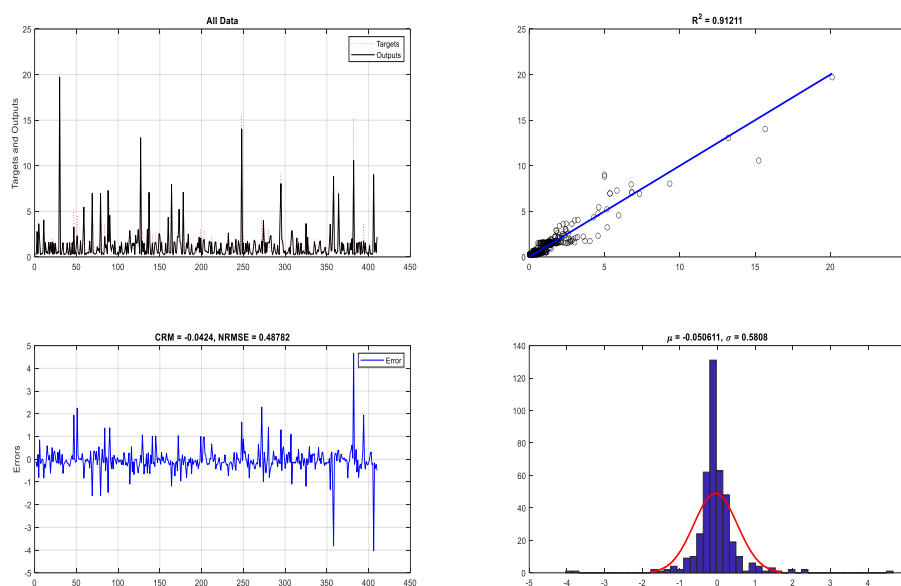 All Data
25
20
15
10
5
0
Targets and Outputs
Targets
Outputs
0 50 100 150 200 250 300 350 400 450
R² = 0.91211
25
20
15
10
5
0
0 5 10 15 20
CRM = -0.0424, NRMSE = 0.48782
5
4
3
2
1
0
-1
-2
-3
-4
-5
Errors
Error
0 50 100 150 200 250 300 350 400 450
μ = -0.050611, σ = 0.5808
140
120
100
80
60
40
20
0
-5 -4 -3 -2 -1 0 1 2 3 4